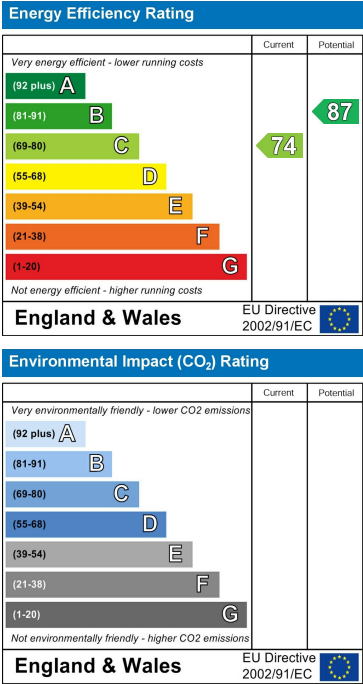 Energy Efficiency Rating
Current Potential
Very energy efficient - lower running costs
(92 plus) A
(81-91) B
87
(69-80) C
74
(55-68) D
(39-54) E
(21-38) F
(1-20) G
Not energy efficient - higher running costs
England & Wales
EU Directive
2002/91/EC
Environmental Impact (CO₂) Rating
Current Potential
Very environmentally friendly - lower CO2 emissions
(92 plus) A
(81-91) B
(69-80) C
(55-68) D
(39-54) E
(21-38) F
(1-20) G
Not environmentally friendly - higher CO2 emissions
England & Wales
EU Directive
2002/91/EC